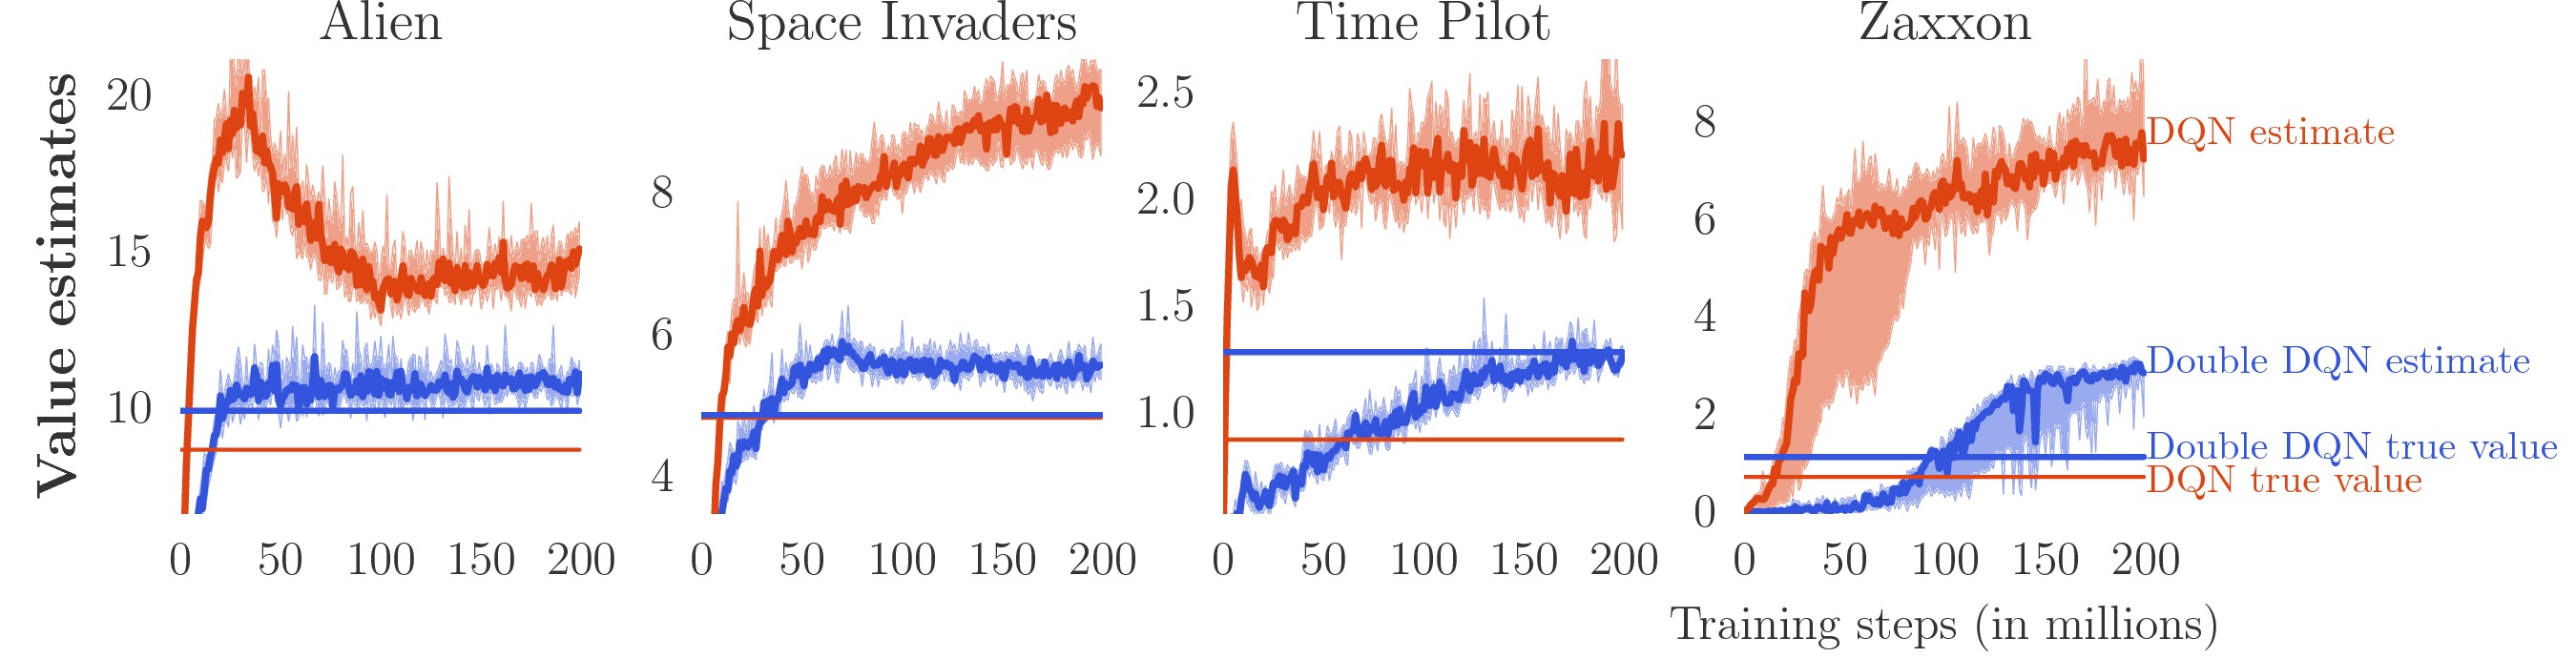 Alien
Space Invaders
Time Pilot
Zaxxon
Value estimates
20
15
10
0 50 100 150 200
8
6
4
0 50 100 150 200
2.5
2.0
1.5
1.0
0 50 100 150 200
8
6
4
2
0
0 50 100 150 200
DQN estimate
Double DQN estimate
Double DQN true value
DQN true value
Training steps (in millions)